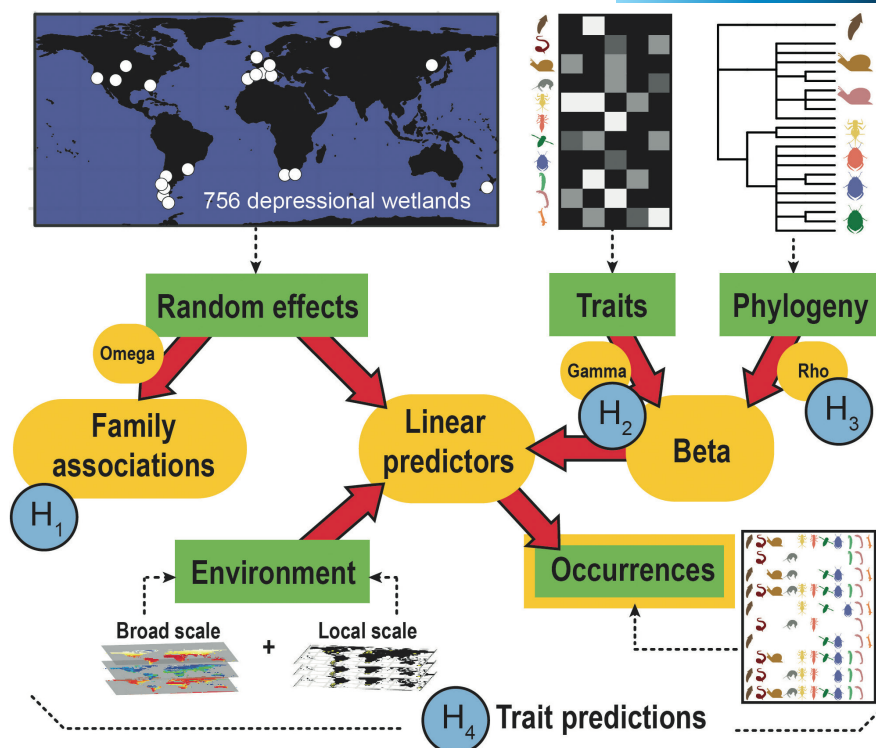 756 depressional wetlands
Random effects
Traits
Phylogeny
Omega
Gamma
Rho
Family
associations
Linear
predictors
H2
Beta
H3
H1
Environment
Occurrences
Broad scale
+
Local scale
H4
Trait predictions